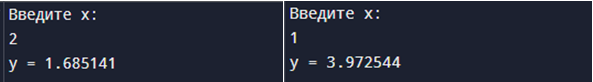 Введите x:
2
y = 1.685141
Введите x:
1
y = 3.972544